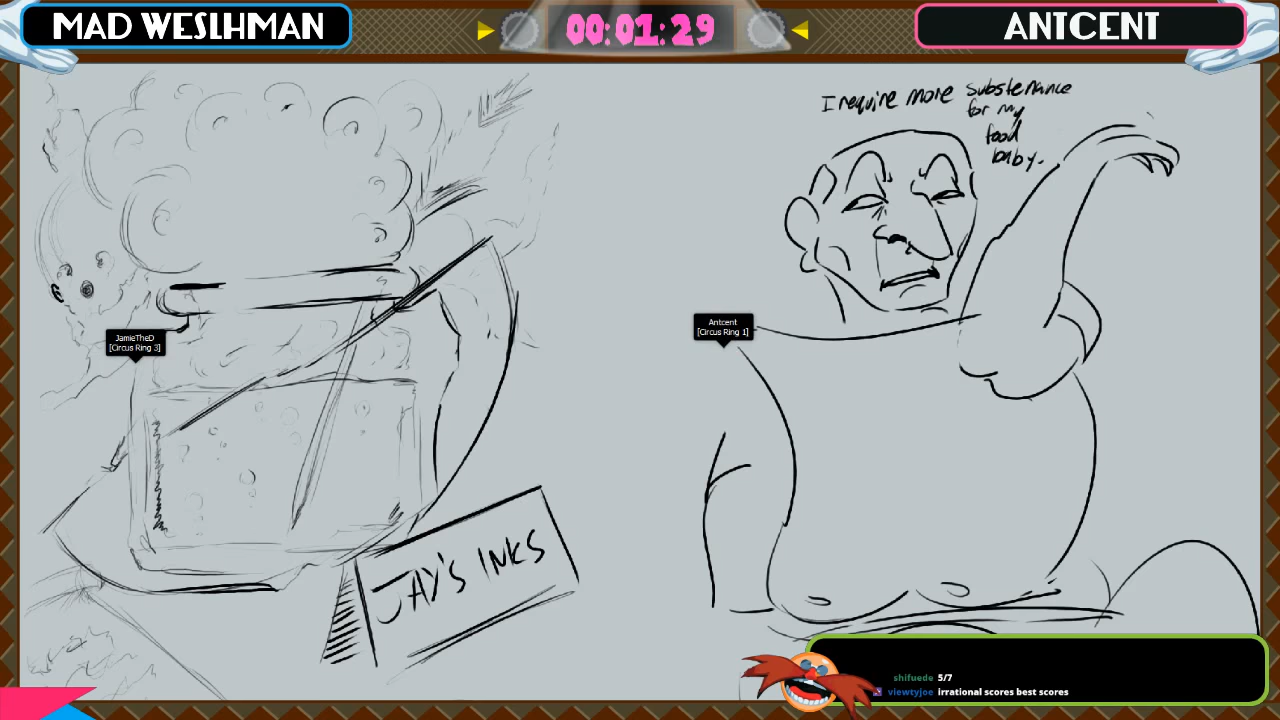 MAD WESLHMAN
00:01:29
ANTCENT
I require more substenance
for my
food
baby.
JamieTheD
[Circus Ring 3]
Antcent
[Circus Ring 1]
JAY'S INKS
shifuede 5/7
viewtyjoe irrational scores best scores